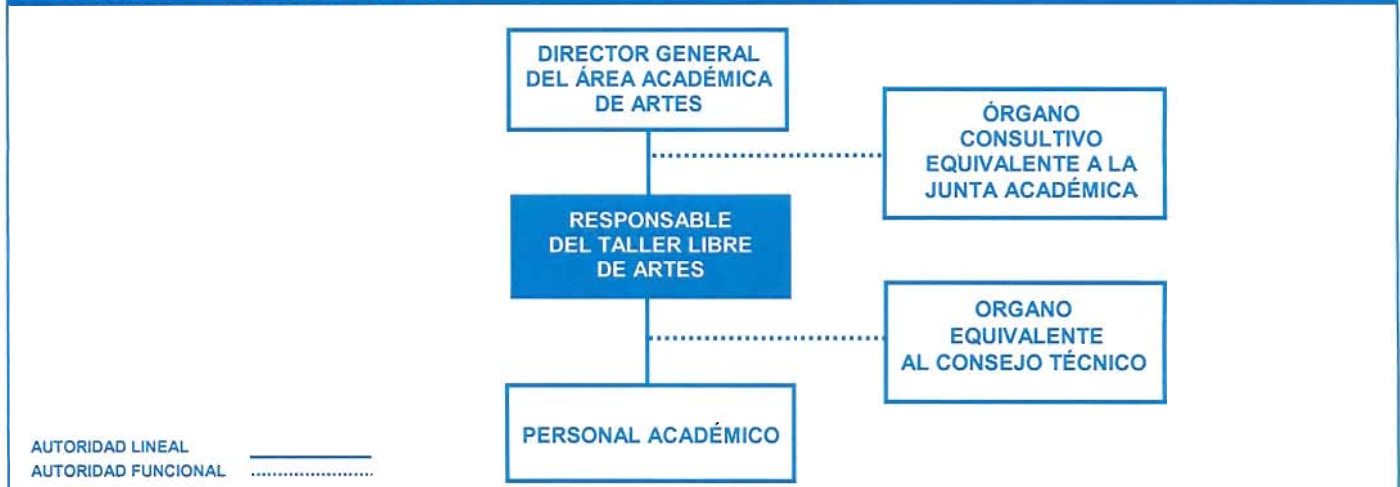 DIRECTOR GENERAL
DEL ÁREA ACADÉMICA
DE ARTES
ÓRGANO
CONSULTIVO
EQUIVALENTE A LA
JUNTA ACADÉMICA
RESPONSABLE
DEL TALLER LIBRE
DE ARTES
ORGANO
EQUIVALENTE
AL CONSEJO TÉCNICO
PERSONAL ACADÉMICO
AUTORIDAD LINEAL
AUTORIDAD FUNCIONAL